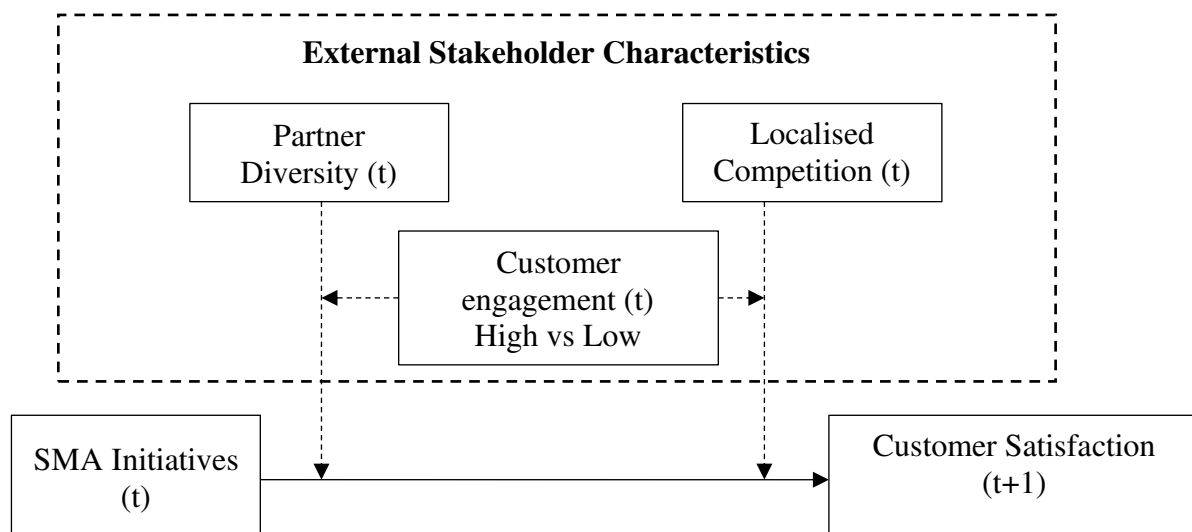 External Stakeholder Characteristics
Partner
Diversity (t)
Localised
Competition (t)
Customer
engagement (t)
High vs Low
SMA Initiatives
(t)
Customer Satisfaction
(t+1)